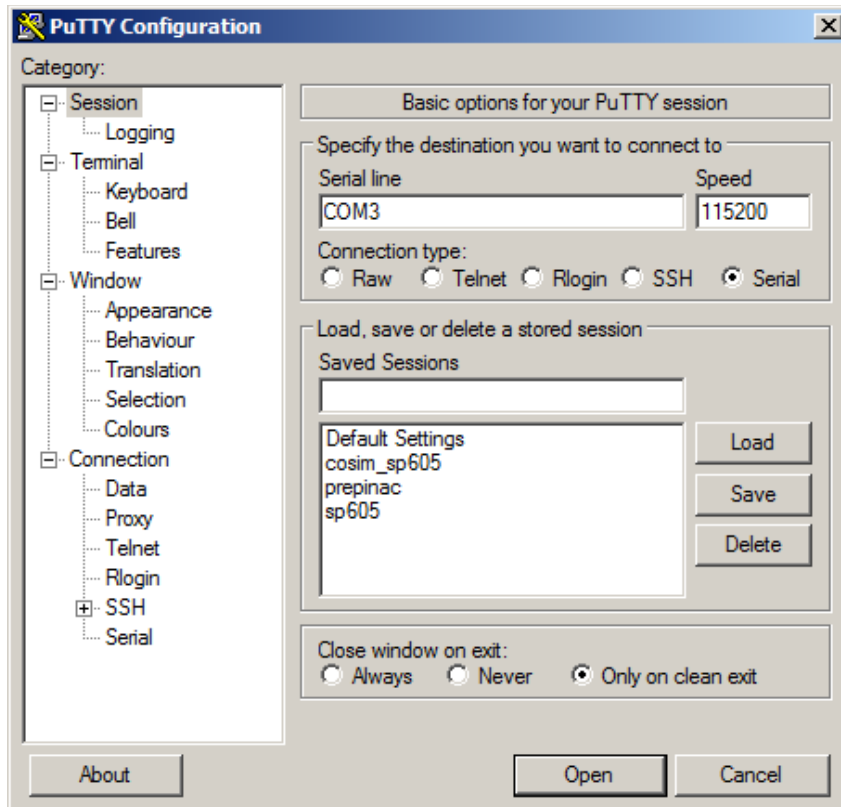 PuTTY Configuration
Category:
Session
Logging
Terminal
Keyboard
Bell
Features
Window
Appearance
Behaviour
Translation
Selection
Colours
Connection
Data
Proxy
Telnet
Rlogin
SSH
Serial
Basic options for your PuTTY session
Specify the destination you want to connect to
Serial line Speed
COM3 115200
Connection type:
Raw Telnet Rlogin SSH Serial
Load, save or delete a stored session
Saved Sessions
Default Settings
cosim_sp605
prepinac
sp605
Load
Save
Delete
Close window on exit:
Always Never Only on clean exit
About Open Cancel